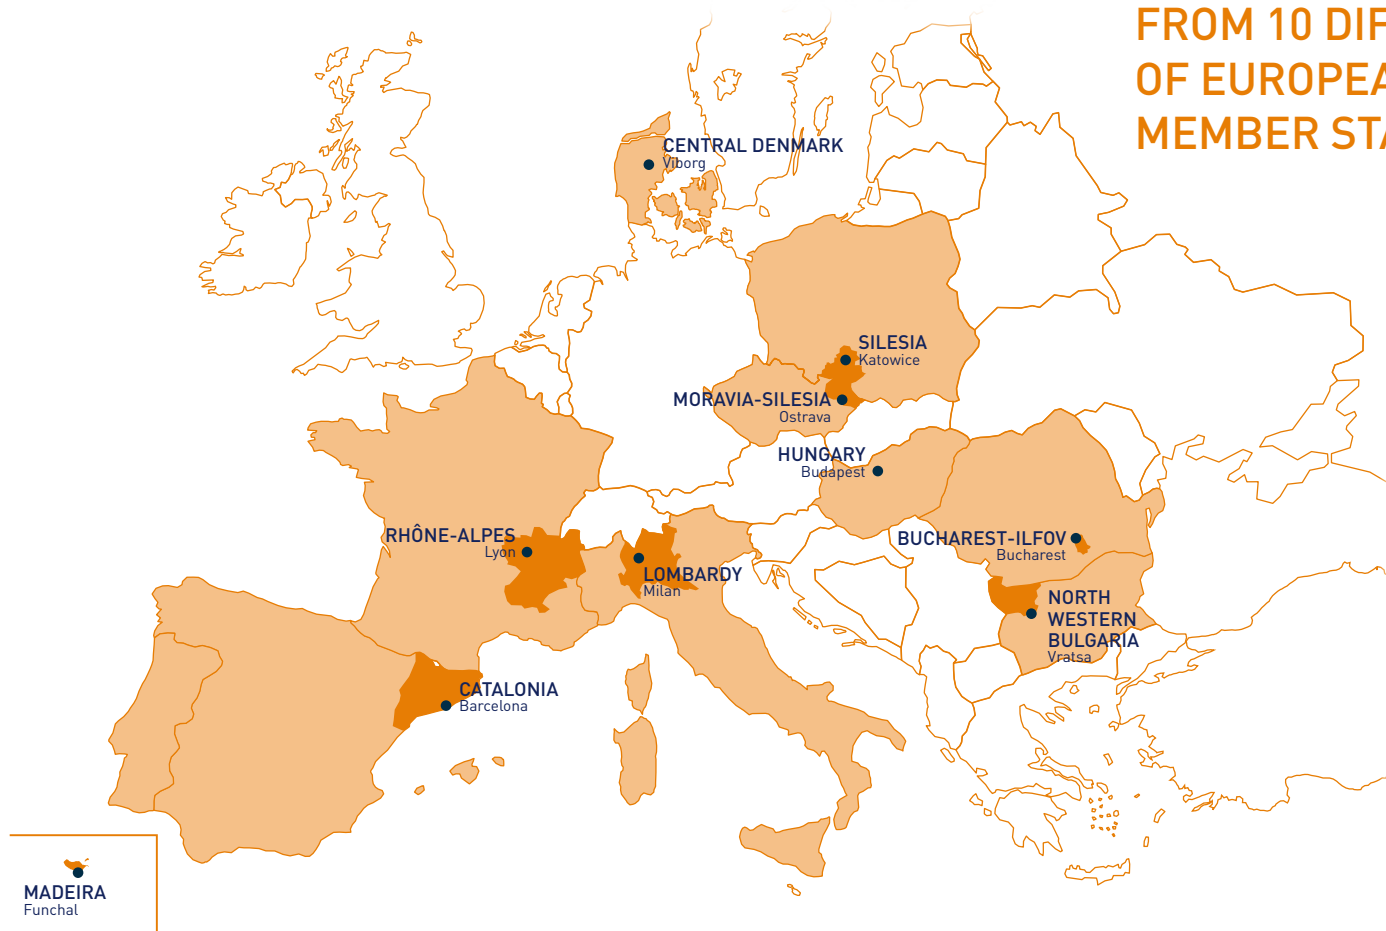 FROM 10 DIF
OF EUROPEA
MEMBER STA
CENTRAL DENMARK
Viborg
SILESIA
Katowice
MORAVIA-SILESIA
Ostrava
HUNGARY
Budapest
RHÔNE-ALPES
Lyon
BUCHAREST-ILFOV
Bucharest
LOMBARDY
Milan
NORTH
WESTERN
BULGARIA
Vratsa
CATALONIA
Barcelona
MADEIRA
Funchal